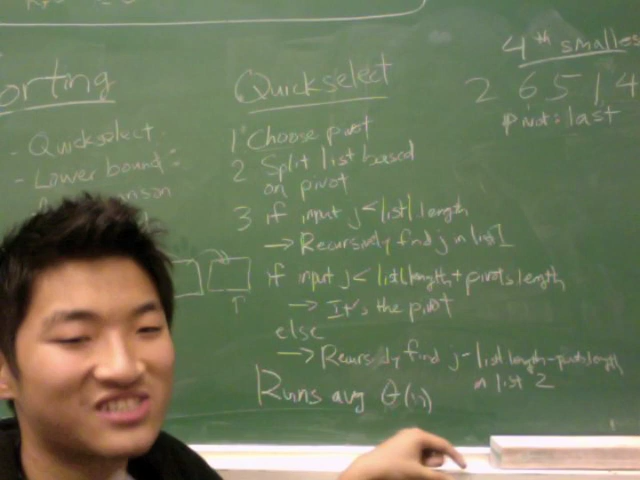 orting
- Quickselect
- Lower bound:
Quickselect
1 Choose pivot
2 Split list based
on pivot
3 if input j < list1.length
→ Recursively find j in list1
if input j < list1.length + pivots.length
→ It's the pivot
else
→ Recursively find j - list1.length - pivots.length
in list 2
Runs avg Θ(n)
4th smalles
2 6 5 1 4
pivot: last